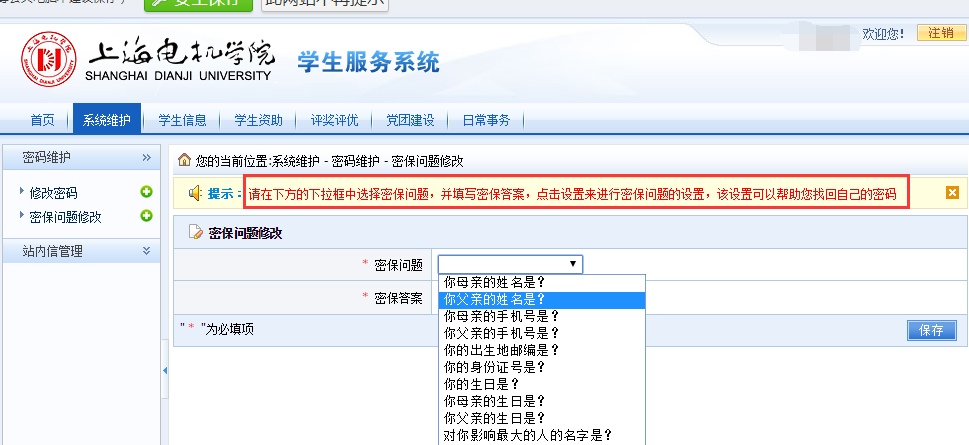 安全保存
此网站不再提示
上海电机学院
SHANGHAI DIANJI UNIVERSITY
学生服务系统
欢迎您!
注销
首页
系统维护
学生信息
学生资助
评奖评优
党团建设
日常事务
密码维护
修改密码
密保问题修改
站内信管理
您的当前位置:系统维护 - 密码维护 - 密保问题修改
提示：请在下方的下拉框中选择密保问题，并填写密保答案，点击设置来进行密保问题的设置，该设置可以帮助您找回自己的密码
密保问题修改
* 密保问题
你母亲的姓名是？
你父亲的姓名是？
你母亲的手机号是？
你父亲的手机号是？
你的出生地邮编是？
你的身份证号是？
你的生日是？
你母亲的生日是？
你父亲的生日是？
对你影响最大的人的名字是？
* 密保答案
" * "为必填项
保存